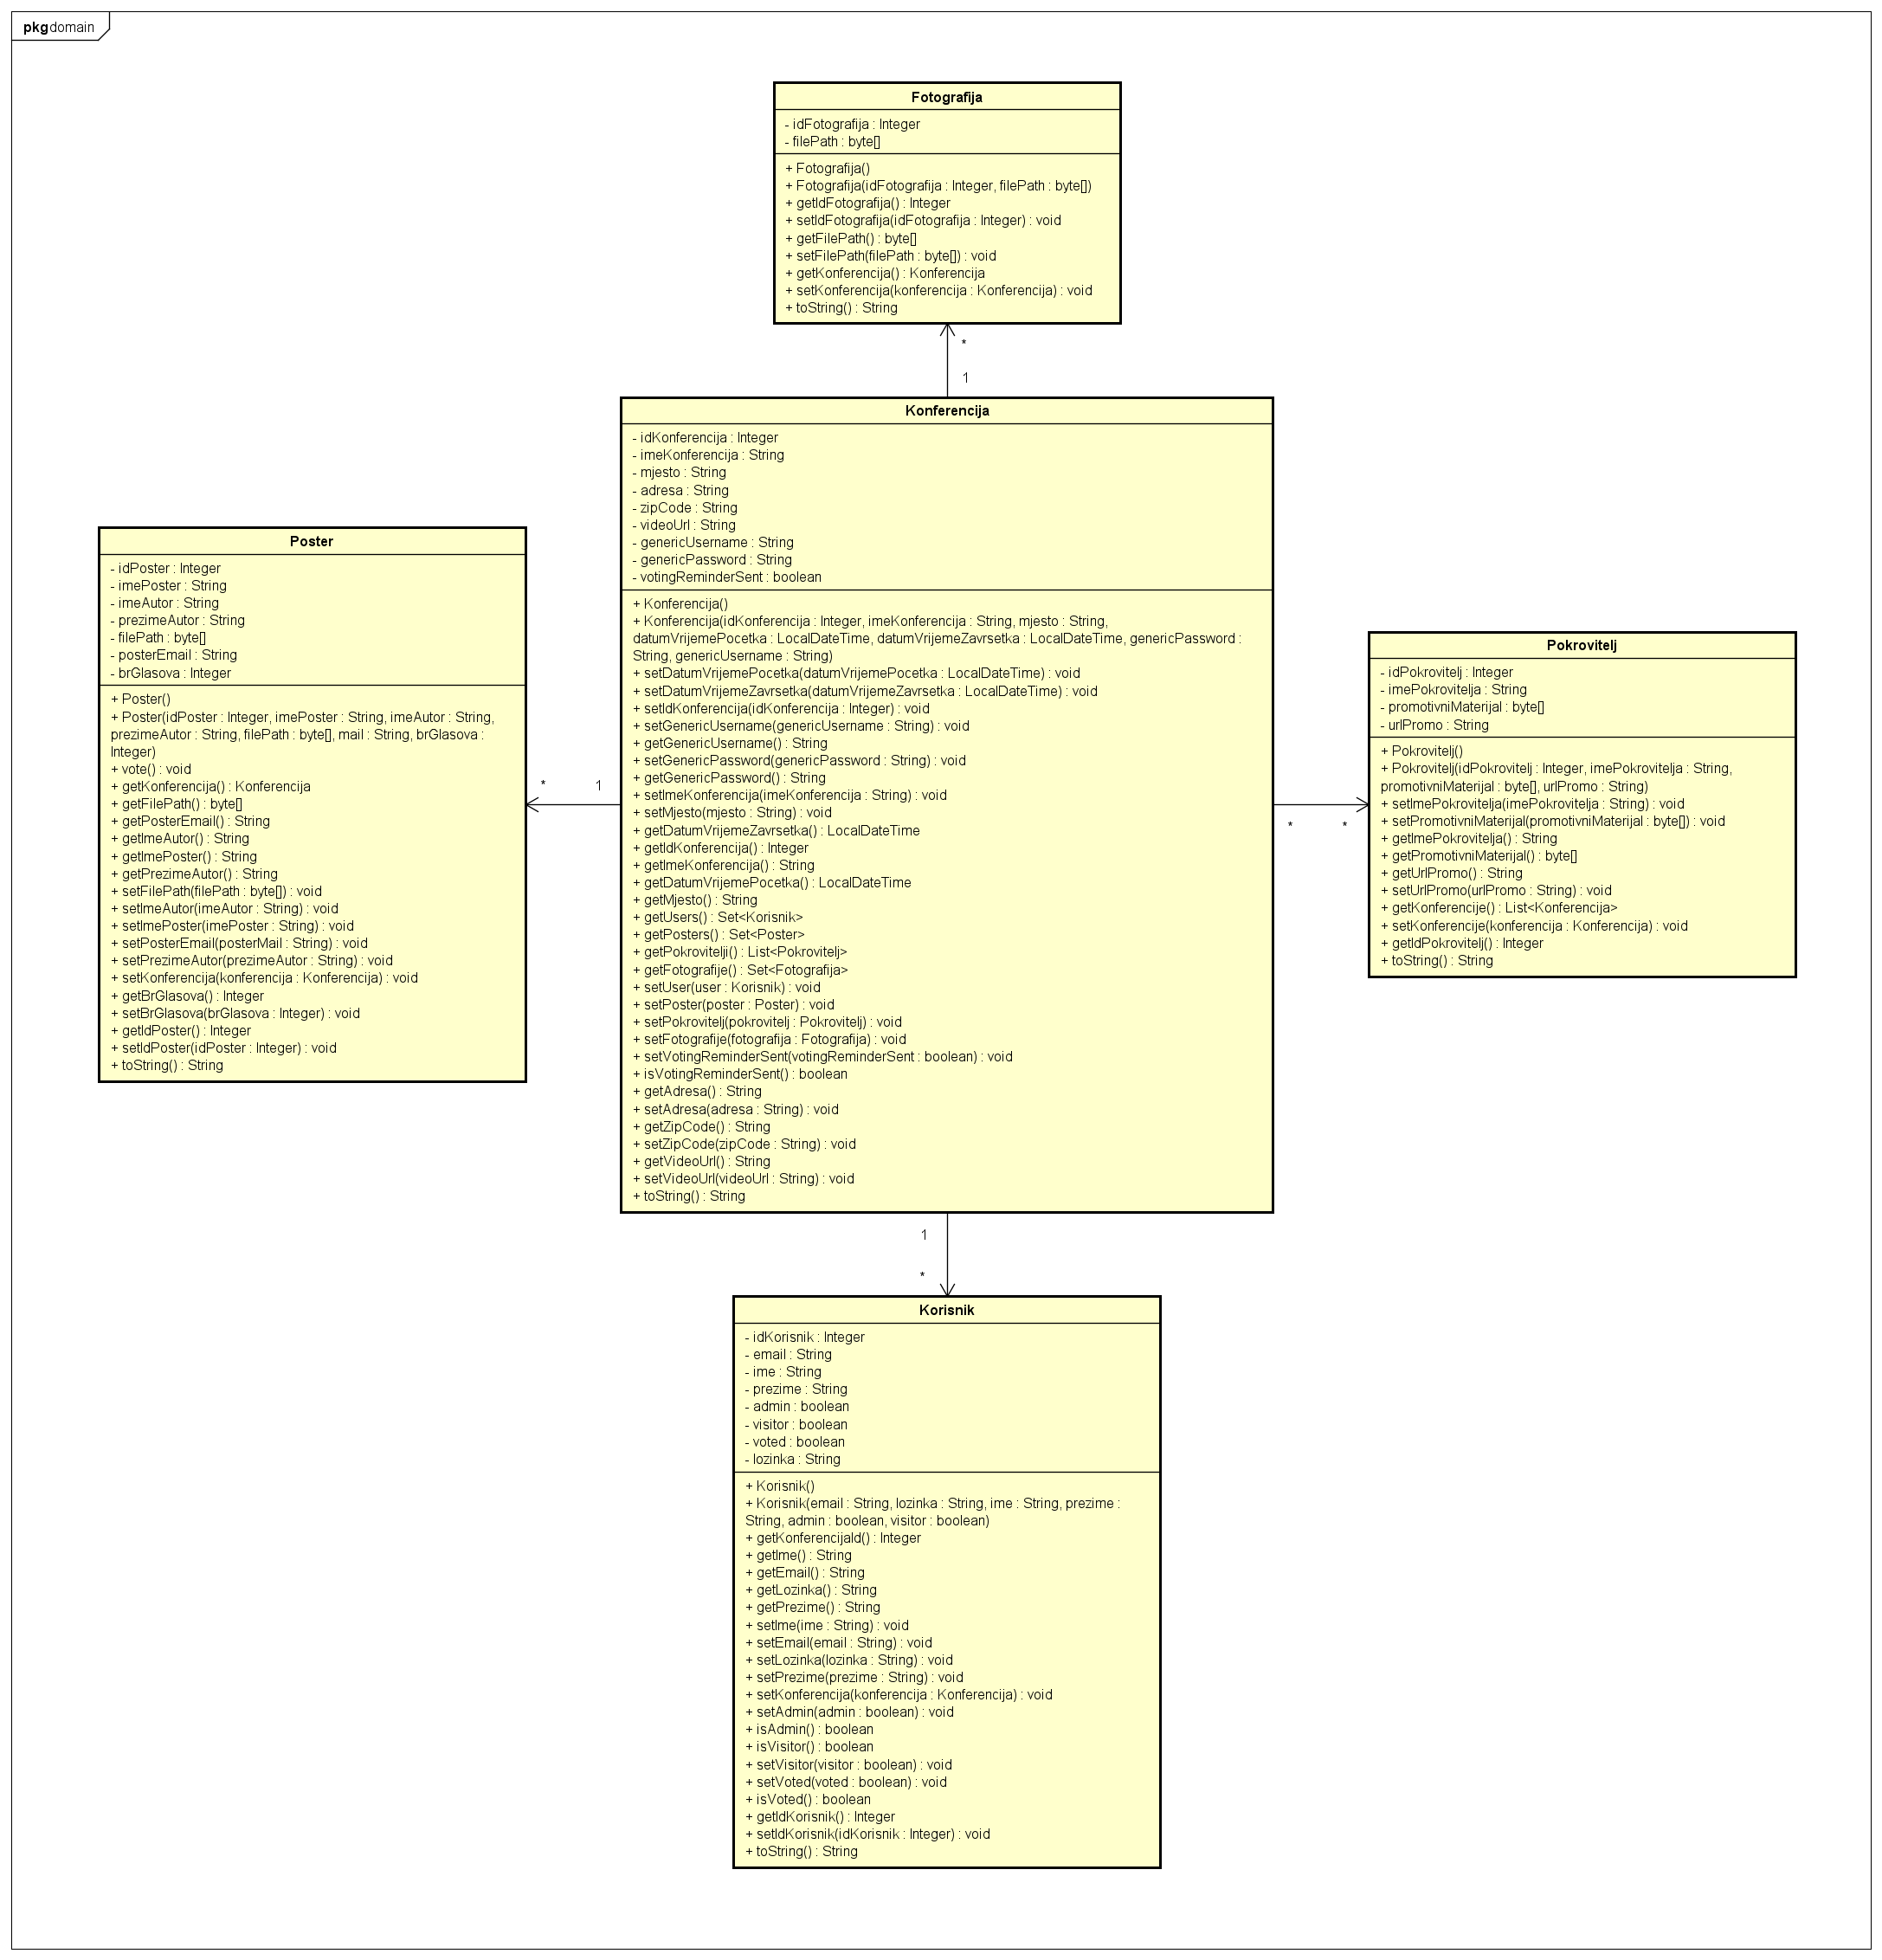 pkg domain
Fotografija
- idFotografija : Integer
- filePath : byte[]
+ Fotografija()
+ Fotografija(idFotografija : Integer, filePath : byte[])
+ getIdFotografija() : Integer
+ setIdFotografija(idFotografija : Integer) : void
+ getFilePath() : byte[]
+ setFilePath(filePath : byte[]) : void
+ getKonferencija() : Konferencija
+ setKonferencija(konferencija : Konferencija) : void
+ toString() : String
*
1
Konferencija
- idKonferencija : Integer
- imeKonferencija : String
- mjesto : String
- adresa : String
- zipCode : String
- videoUrl : String
- genericUsername : String
- genericPassword : String
- votingReminderSent : boolean
+ Konferencija()
+ Konferencija(idKonferencija : Integer, imeKonferencija : String, mjesto : String,
datumVrijemePocetka : LocalDateTime, datumVrijemeZavrsetka : LocalDateTime, genericPassword :
String, genericUsername : String)
+ setDatumVrijemePocetka(datumVrijemePocetka : LocalDateTime) : void
+ setDatumVrijemeZavrsetka(datumVrijemeZavrsetka : LocalDateTime) : void
+ setIdKonferencija(idKonferencija : Integer) : void
+ setGenericUsername(genericUsername : String) : void
+ getGenericUsername() : String
+ setGenericPassword(genericPassword : String) : void
+ getGenericPassword() : String
+ setImeKonferencija(imeKonferencija : String) : void
+ setMjesto(mjesto : String) : void
+ getDatumVrijemeZavrsetka() : LocalDateTime
+ getIdKonferencija() : Integer
+ getImeKonferencija() : String
+ getDatumVrijemePocetka() : LocalDateTime
+ getMjesto() : String
+ getUsers() : Set<Korisnik>
+ getPosters() : Set<Poster>
+ getPokrovitelji() : List<Pokrovitelj>
+ getFotografije() : Set<Fotografija>
+ setUser(user : Korisnik) : void
+ setPoster(poster : Poster) : void
+ setPokrovitelj(pokrovitelj : Pokrovitelj) : void
+ setFotografije(fotografija : Fotografija) : void
+ setVotingReminderSent(votingReminderSent : boolean) : void
+ isVotingReminderSent() : boolean
+ getAdresa() : String
+ setAdresa(adresa : String) : void
+ getZipCode() : String
+ setZipCode(zipCode : String) : void
+ getVideoUrl() : String
+ setVideoUrl(videoUrl : String) : void
+ toString() : String
Poster
- idPoster : Integer
- imePoster : String
- imeAutor : String
- prezimeAutor : String
- filePath : byte[]
- posterEmail : String
- brGlasova : Integer
+ Poster()
+ Poster(idPoster : Integer, imePoster : String, imeAutor : String,
prezimeAutor : String, filePath : byte[], mail : String, brGlasova :
Integer)
+ vote() : void
+ getKonferencija() : Konferencija
+ getFilePath() : byte[]
+ getPosterEmail() : String
+ getImeAutor() : String
+ getImePoster() : String
+ getPrezimeAutor() : String
+ setFilePath(filePath : byte[]) : void
+ setImeAutor(imeAutor : String) : void
+ setImePoster(imePoster : String) : void
+ setPosterEmail(posterMail : String) : void
+ setPrezimeAutor(prezimeAutor : String) : void
+ setKonferencija(konferencija : Konferencija) : void
+ getBrGlasova() : Integer
+ setBrGlasova(brGlasova : Integer) : void
+ getIdPoster() : Integer
+ setIdPoster(idPoster : Integer) : void
+ toString() : String
* 1
Pokrovitelj
- idPokrovitelj : Integer
- imePokrovitelja : String
- promotivniMaterijal : byte[]
- urlPromo : String
+ Pokrovitelj()
+ Pokrovitelj(idPokrovitelj : Integer, imePokrovitelja : String,
promotivniMaterijal : byte[], urlPromo : String)
+ setImePokrovitelja(imePokrovitelja : String) : void
+ setPromotivniMaterijal(promotivniMaterijal : byte[]) : void
+ getImePokrovitelja() : String
+ getPromotivniMaterijal() : byte[]
+ getUrlPromo() : String
+ setUrlPromo(urlPromo : String) : void
+ getKonferencije() : List<Konferencija>
+ setKonferencije(konferencija : Konferencija) : void
+ getIdPokrovitelj() : Integer
+ toString() : String
* *
1
*
Korisnik
- idKorisnik : Integer
- email : String
- ime : String
- prezime : String
- admin : boolean
- visitor : boolean
- voted : boolean
- lozinka : String
+ Korisnik()
+ Korisnik(email : String, lozinka : String, ime : String, prezime :
String, admin : boolean, visitor : boolean)
+ getKonferencijaId() : Integer
+ getIme() : String
+ getEmail() : String
+ getLozinka() : String
+ getPrezime() : String
+ setIme(ime : String) : void
+ setEmail(email : String) : void
+ setLozinka(lozinka : String) : void
+ setPrezime(prezime : String) : void
+ setKonferencija(konferencija : Konferencija) : void
+ setAdmin(admin : boolean) : void
+ isAdmin() : boolean
+ isVisitor() : boolean
+ setVisitor(visitor : boolean) : void
+ setVoted(voted : boolean) : void
+ isVoted() : boolean
+ getIdKorisnik() : Integer
+ setIdKorisnik(idKorisnik : Integer) : void
+ toString() : String